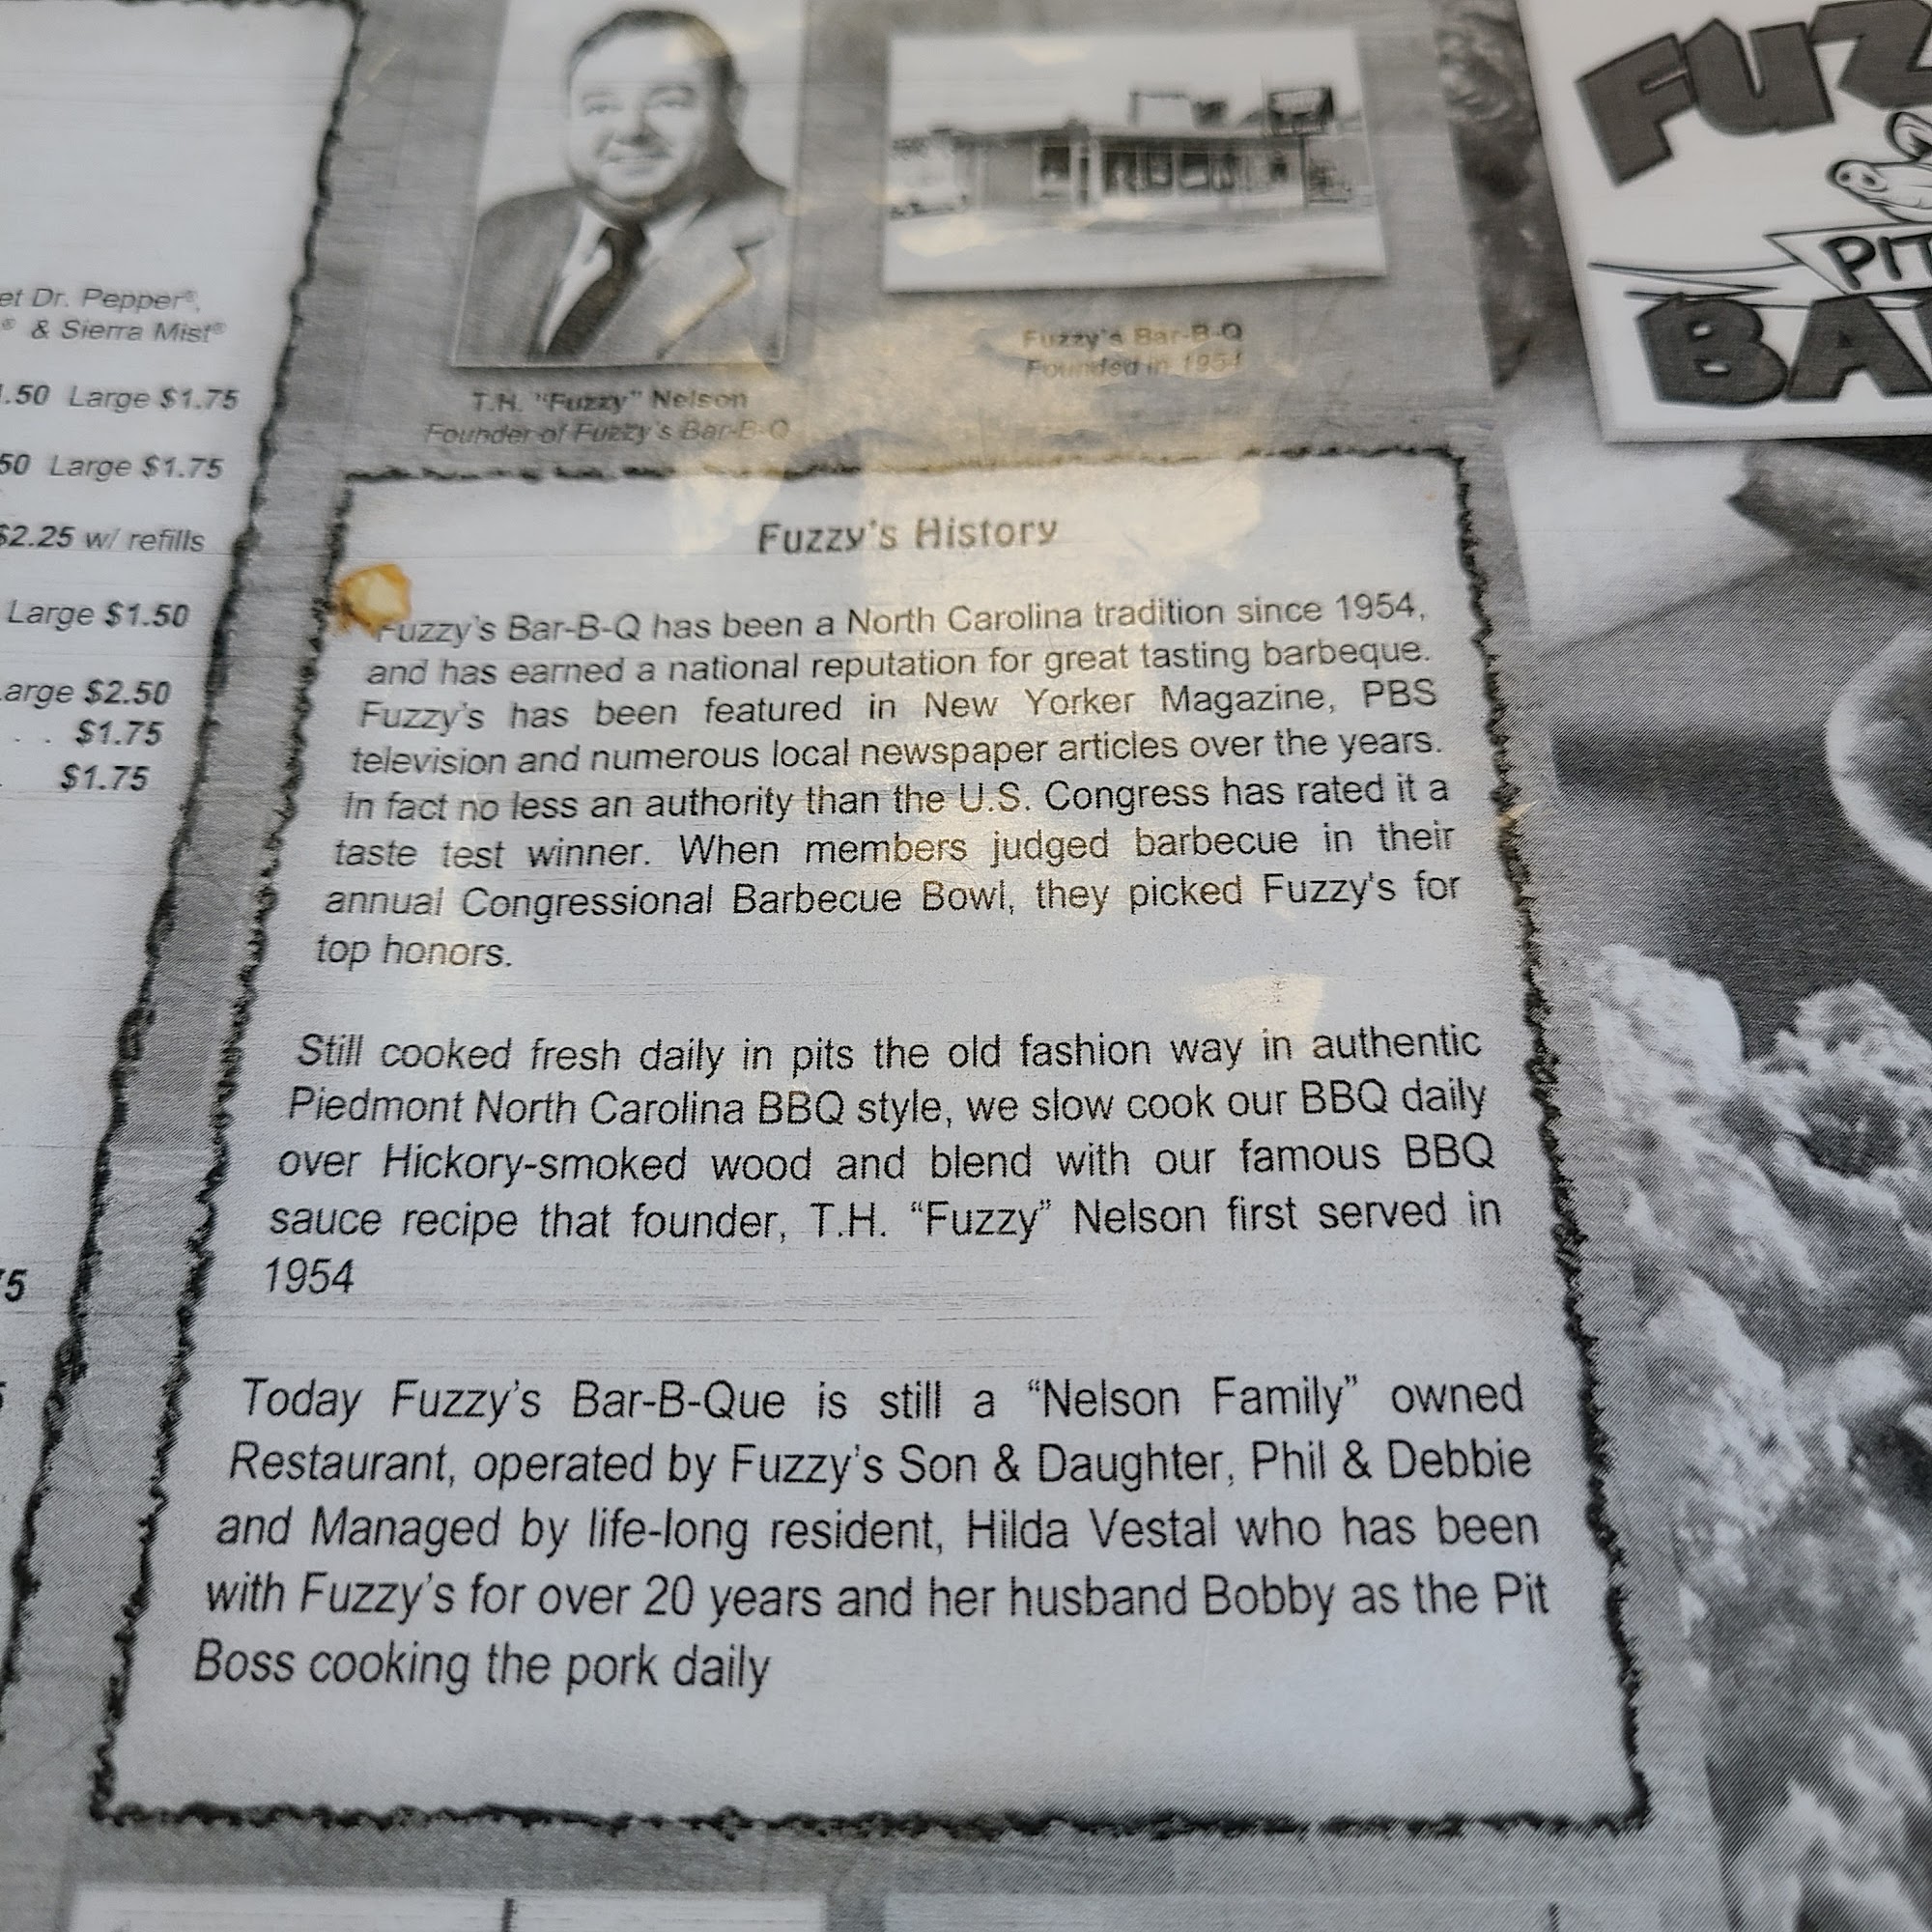 et Dr. Pepper®,
® & Sierra Mist®
.50 Large $1.75
50 Large $1.75
$2.25 w/ refills
Large $1.50
arge $2.50
. . $1.75
. $1.75
5
T.H. "Fuzzy" Nelson
Founder of Fuzzy's Bar-B-Q
Fuzzy's Bar-B-Q
Founded in 1954
FUZ
PIT
BA
Fuzzy's History
Fuzzy's Bar-B-Q has been a North Carolina tradition since 1954,
and has earned a national reputation for great tasting barbeque.
Fuzzy's has been featured in New Yorker Magazine, PBS
television and numerous local newspaper articles over the years.
In fact no less an authority than the U.S. Congress has rated it a
taste test winner. When members judged barbecue in their
annual Congressional Barbecue Bowl, they picked Fuzzy's for
top honors.
Still cooked fresh daily in pits the old fashion way in authentic
Piedmont North Carolina BBQ style, we slow cook our BBQ daily
over Hickory-smoked wood and blend with our famous BBQ
sauce recipe that founder, T.H. “Fuzzy” Nelson first served in
1954
Today Fuzzy’s Bar-B-Que is still a “Nelson Family” owned
Restaurant, operated by Fuzzy’s Son & Daughter, Phil & Debbie
and Managed by life-long resident, Hilda Vestal who has been
with Fuzzy’s for over 20 years and her husband Bobby as the Pit
Boss cooking the pork daily